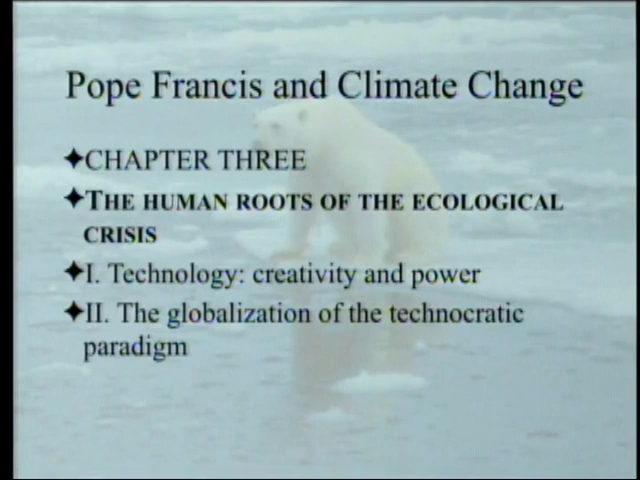 Pope Francis and Climate Change
✦CHAPTER THREE
✦THE HUMAN ROOTS OF THE ECOLOGICAL
CRISIS
✦I. Technology: creativity and power
✦II. The globalization of the technocratic
paradigm